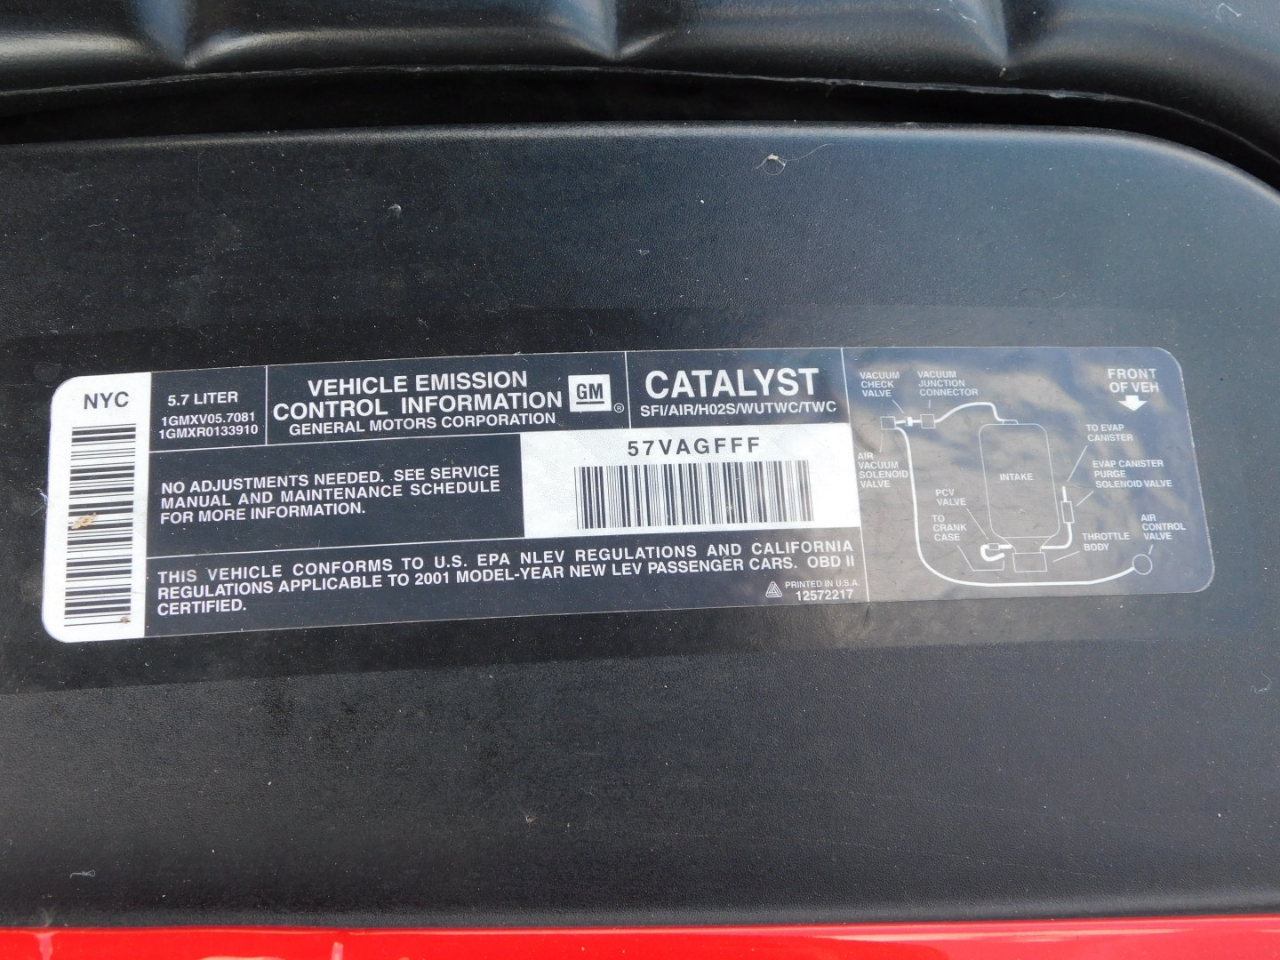 NYC
5.7 LITER
1GMXV05.7081
1GMXR0133910
VEHICLE EMISSION
CONTROL INFORMATION
GENERAL MOTORS CORPORATION
GM
®
CATALYST
SFI/AIR/H02S/WUTWC/TWC
NO ADJUSTMENTS NEEDED. SEE SERVICE
MANUAL AND MAINTENANCE SCHEDULE
FOR MORE INFORMATION.
57VAGFFF
THIS VEHICLE CONFORMS TO U.S. EPA NLEV REGULATIONS AND CALIFORNIA
REGULATIONS APPLICABLE TO 2001 MODEL-YEAR NEW LEV PASSENGER CARS. OBD II
CERTIFIED.
PRINTED IN U.S.A.
12572217
VACUUM
CHECK
VALVE
VACUUM
JUNCTION
CONNECTOR
FRONT
OF VEH
TO EVAP
CANISTER
AIR
VACUUM
SOLENOID
VALVE
INTAKE
EVAP CANISTER
PURGE
SOLENOID VALVE
PCV
VALVE
TO
CRANK
CASE
THROTTLE
BODY
AIR
CONTROL
VALVE